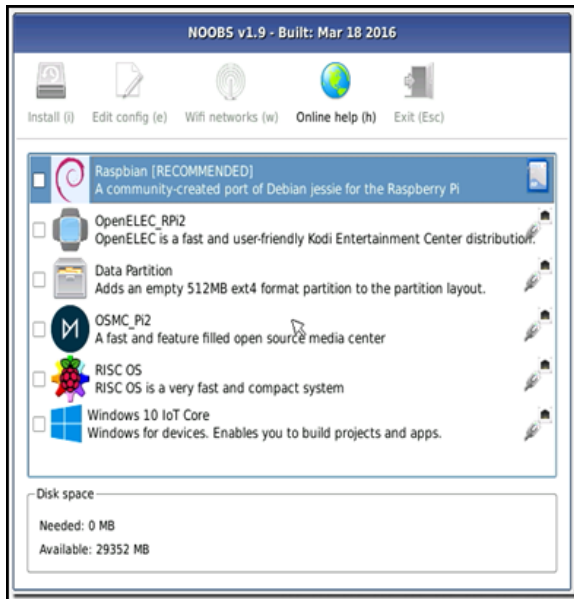 NOOBS v1.9 - Built: Mar 18 2016
Install (i) Edit config (e) Wifi networks (w) Online help (h) Exit (Esc)
Raspbian [RECOMMENDED]
A community-created port of Debian jessie for the Raspberry Pi
OpenELEC_RPi2
OpenELEC is a fast and user-friendly Kodi Entertainment Center distribution.
Data Partition
Adds an empty 512MB ext4 format partition to the partition layout.
OSMC_Pi2
A fast and feature filled open source media center
RISC OS
RISC OS is a very fast and compact system
Windows 10 IoT Core
Windows for devices. Enables you to build projects and apps.
Disk space
Needed: 0 MB
Available: 29352 MB